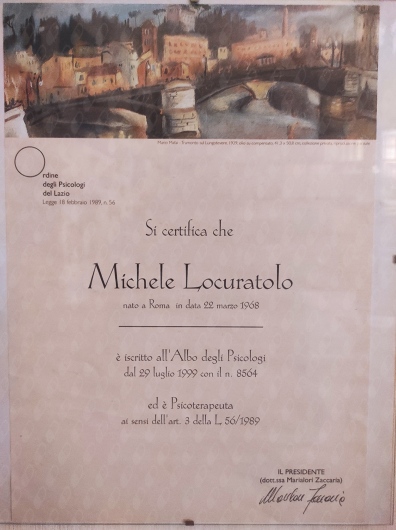 Ordine
degli Psicologi
del Lazio
Legge 18 febbraio 1989, n. 56
Si certifica che
Michele Locuratolo
nato a Roma in data 22 marzo 1968
è iscritto all'Albo degli Psicologi
dal 29 luglio 1999 con il n. 8564
ed è Psicoterapeuta
ai sensi dell'art. 3 della L 56/1989
IL PRESIDENTE
(dott.ssa Marialori Zaccaria)